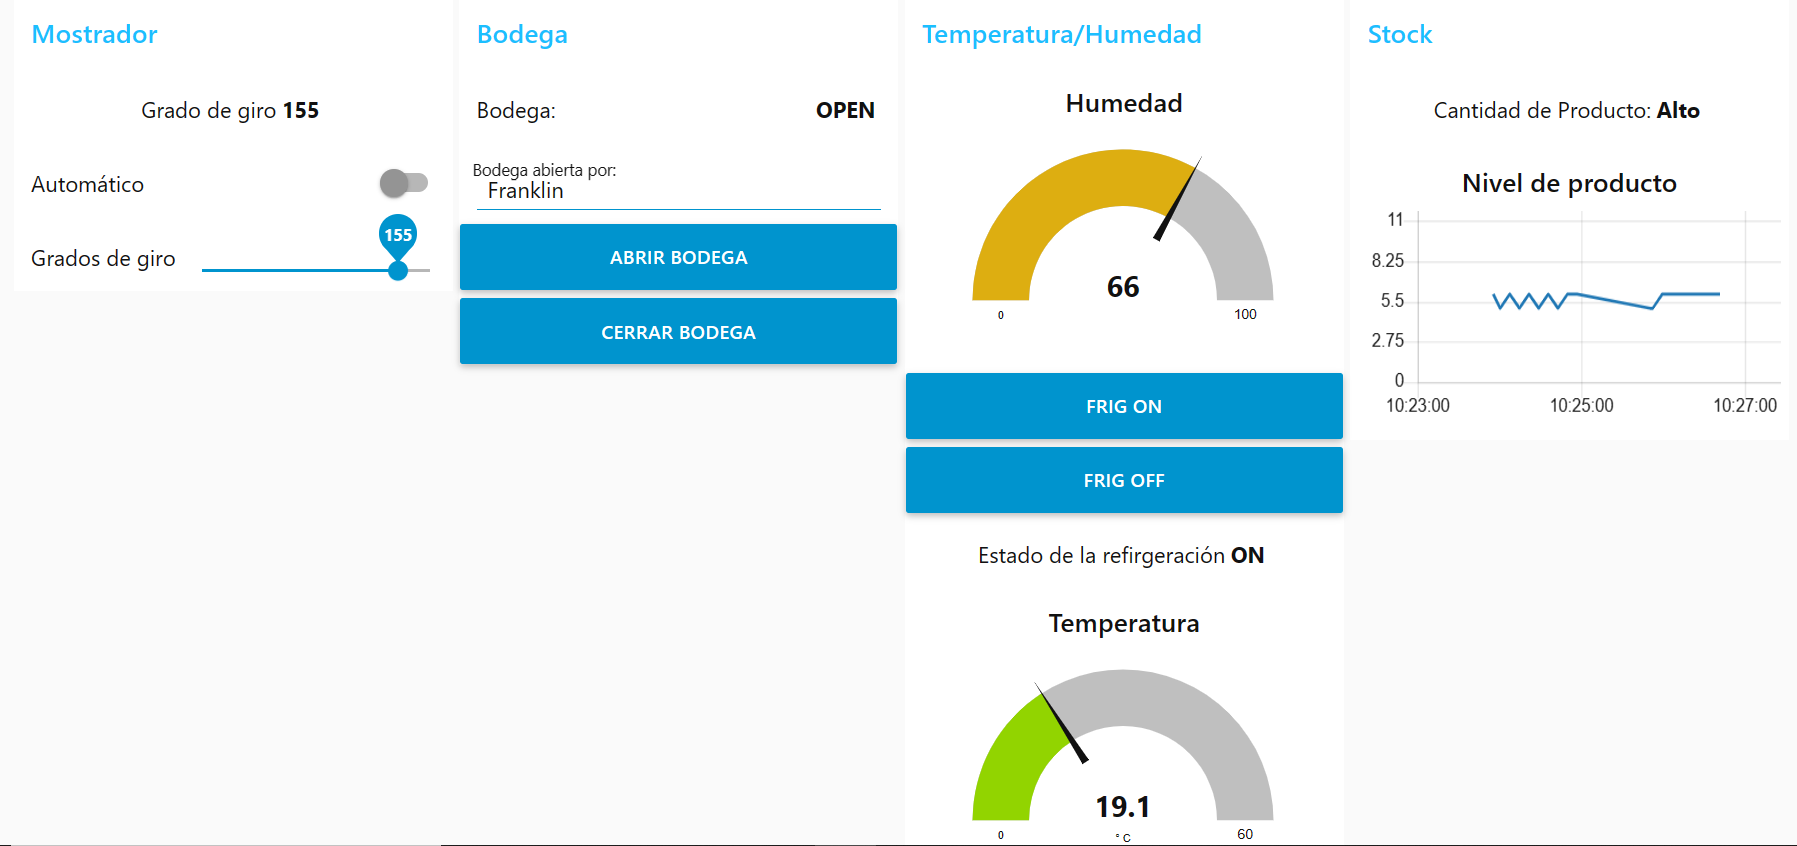 Mostrador
Grado de giro 155
Automático
155
Grados de giro
Bodega
Bodega: OPEN
Bodega abierta por:
Franklin
ABRIR BODEGA
CERRAR BODEGA
Temperatura/Humedad
Humedad
66
0 100
FRIG ON
FRIG OFF
Estado de la refirgeración ON
Temperatura
19.1
0 ° C 60
Stock
Cantidad de Producto: Alto
Nivel de producto
11
8.25
5.5
2.75
0
10:23:00 10:25:00 10:27:00